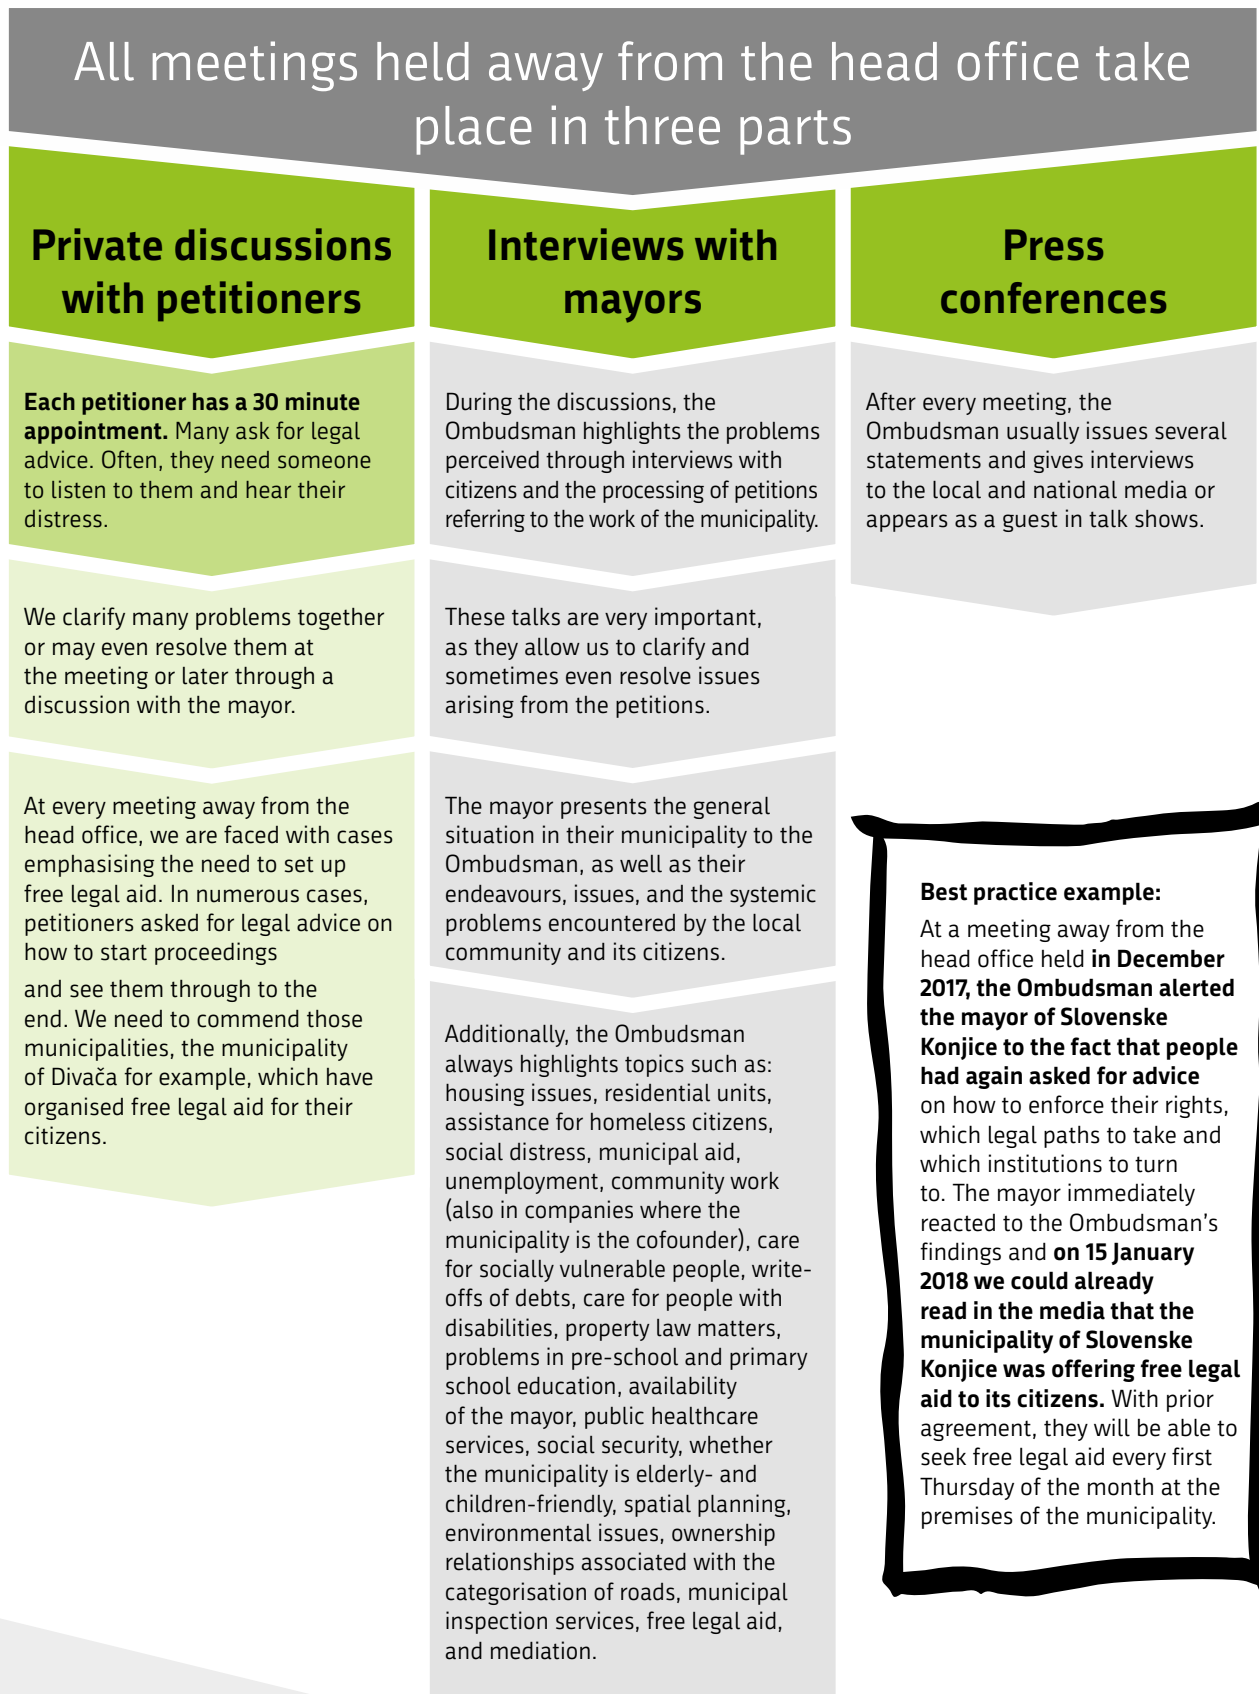 All meetings held away from the head office take
place in three parts
Private discussions
with petitioners
Each petitioner has a 30 minute
appointment. Many ask for legal
advice. Often, they need someone
to listen to them and hear their
distress.
We clarify many problems together
or may even resolve them at
the meeting or later through a
discussion with the mayor.
At every meeting away from the
head office, we are faced with cases
emphasising the need to set up
free legal aid. In numerous cases,
petitioners asked for legal advice on
how to start proceedings
and see them through to the
end. We need to commend those
municipalities, the municipality
of Divača for example, which have
organised free legal aid for their
citizens.
Interviews with
mayors
During the discussions, the
Ombudsman highlights the problems
perceived through interviews with
citizens and the processing of petitions
referring to the work of the municipality.
These talks are very important,
as they allow us to clarify and
sometimes even resolve issues
arising from the petitions.
The mayor presents the general
situation in their municipality to the
Ombudsman, as well as their
endeavours, issues, and the systemic
problems encountered by the local
community and its citizens.
Additionally, the Ombudsman
always highlights topics such as:
housing issues, residential units,
assistance for homeless citizens,
social distress, municipal aid,
unemployment, community work
(also in companies where the
municipality is the cofounder), care
for socially vulnerable people, write-
offs of debts, care for people with
disabilities, property law matters,
problems in pre-school and primary
school education, availability
of the mayor, public healthcare
services, social security, whether
the municipality is elderly- and
children-friendly, spatial planning,
environmental issues, ownership
relationships associated with the
categorisation of roads, municipal
inspection services, free legal aid,
and mediation.
Press
conferences
After every meeting, the
Ombudsman usually issues several
statements and gives interviews
to the local and national media or
appears as a guest in talk shows.
Best practice example:
At a meeting away from the
head office held in December
2017, the Ombudsman alerted
the mayor of Slovenske
Konjice to the fact that people
had again asked for advice
on how to enforce their rights,
which legal paths to take and
which institutions to turn
to. The mayor immediately
reacted to the Ombudsman's
findings and on 15 January
2018 we could already
read in the media that the
municipality of Slovenske
Konjice was offering free legal
aid to its citizens. With prior
agreement, they will be able to
seek free legal aid every first
Thursday of the month at the
premises of the municipality.